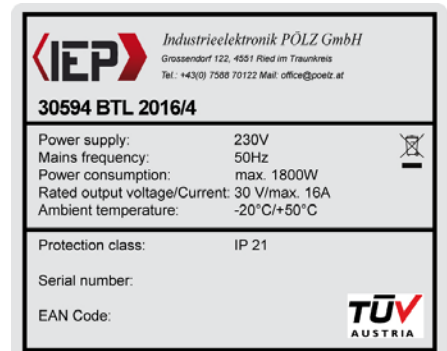 IEP
Industrieelektronik PÖLZ GmbH
Grossendorf 122, 4551 Ried im Traunkreis
Tel.: +43(0) 7588 70122 Mail: office@poelz.at
30594 BTL 2016/4
Power supply: 230V
Mains frequency: 50Hz
Power consumption: max. 1800W
Rated output voltage/Current: 30 V/max. 16A
Ambient temperature: -20°C/+50°C
Protection class: IP 21
Serial number:
EAN Code:
TÜV
AUSTRIA